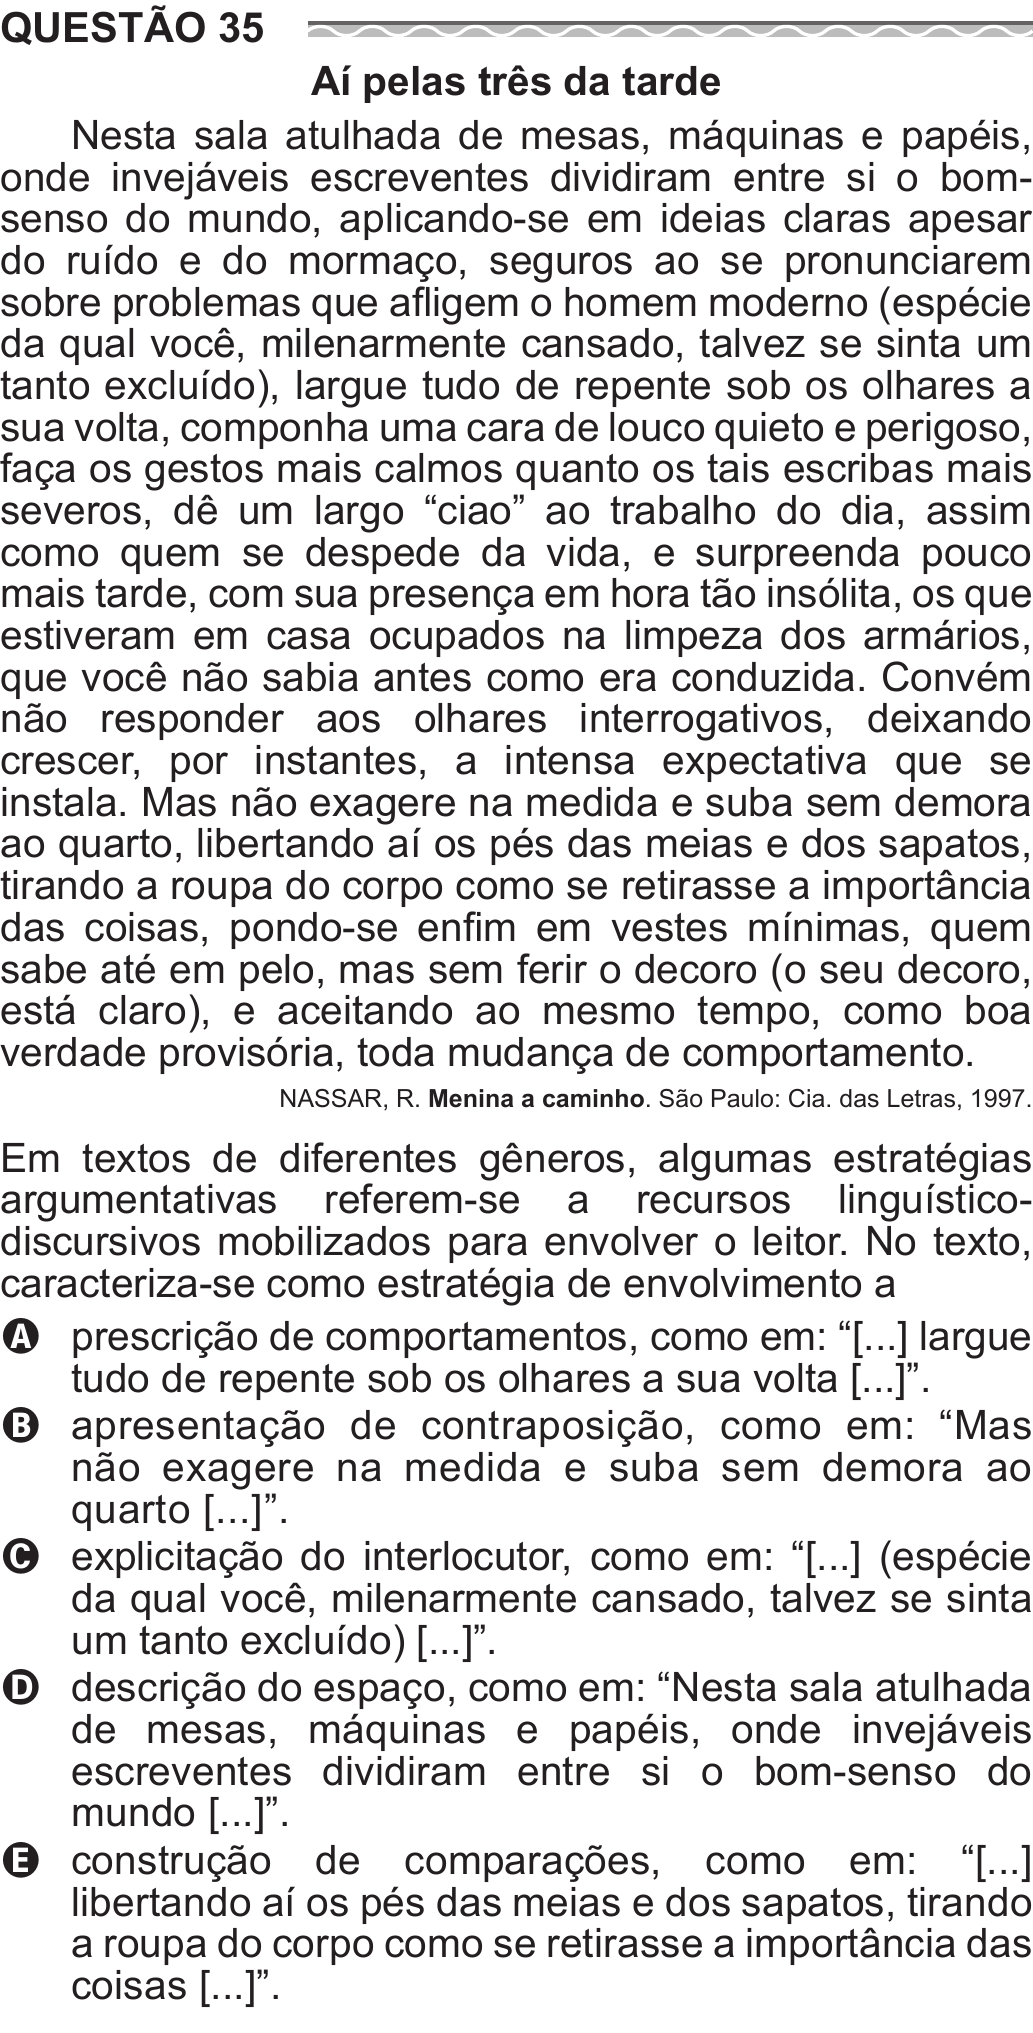 QUESTÃO 35
Aí pelas três da tarde
Nesta sala atulhada de mesas, máquinas e papéis,
onde invejáveis escreventes dividiram entre si o bom-
senso do mundo, aplicando-se em ideias claras apesar
do ruído e do mormaço, seguros ao se pronunciarem
sobre problemas que afligem o homem moderno (espécie
da qual você, milenarmente cansado, talvez se sinta um
tanto excluído), largue tudo de repente sob os olhares a
sua volta, componha uma cara de louco quieto e perigoso,
faça os gestos mais calmos quanto os tais escribas mais
severos, dê um largo “ciao” ao trabalho do dia, assim
como quem se despede da vida, e surpreenda pouco
mais tarde, com sua presença em hora tão insólita, os que
estiveram em casa ocupados na limpeza dos armários,
que você não sabia antes como era conduzida. Convém
não responder aos olhares interrogativos, deixando
crescer, por instantes, a intensa expectativa que se
instala. Mas não exagere na medida e suba sem demora
ao quarto, libertando aí os pés das meias e dos sapatos,
tirando a roupa do corpo como se retirasse a importância
das coisas, pondo-se enfim em vestes mínimas, quem
sabe até em pelo, mas sem ferir o decoro (o seu decoro,
está claro), e aceitando ao mesmo tempo, como boa
verdade provisória, toda mudança de comportamento.
NASSAR, R. Menina a caminho. São Paulo: Cia. das Letras, 1997.
Em textos de diferentes gêneros, algumas estratégias
argumentativas referem-se a recursos linguístico-
discursivos mobilizados para envolver o leitor. No texto,
caracteriza-se como estratégia de envolvimento a
A prescrição de comportamentos, como em: “[...] largue
tudo de repente sob os olhares a sua volta [...]”.
B apresentação de contraposição, como em: “Mas
não exagere na medida e suba sem demora ao
quarto [...]”.
C explicitação do interlocutor, como em: “[...] (espécie
da qual você, milenarmente cansado, talvez se sinta
um tanto excluído) [...]”.
D descrição do espaço, como em: “Nesta sala atulhada
de mesas, máquinas e papéis, onde invejáveis
escreventes dividiram entre si o bom-senso do
mundo [...]”.
E construção de comparações, como em: “[...]
libertando aí os pés das meias e dos sapatos, tirando
a roupa do corpo como se retirasse a importância das
coisas [...]”.